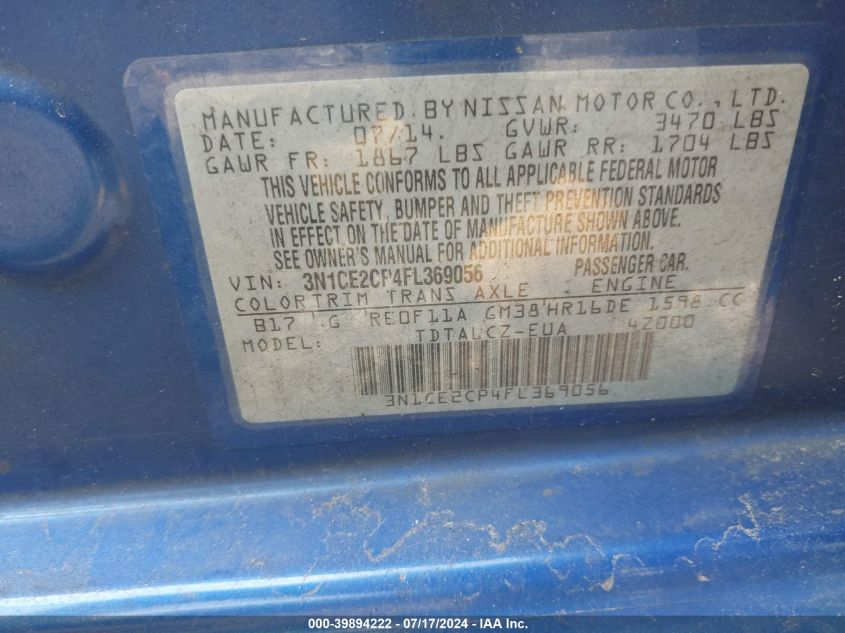 MANUFACTURED BY NISSAN MOTOR CO., LTD.
DATE: 07/14. GVWR: 3470 LBS
GAWR FR: 1867 LBS GAWR RR: 1704 LBS
THIS VEHICLE CONFORMS TO ALL APPLICABLE FEDERAL MOTOR
VEHICLE SAFETY, BUMPER AND THEFT PREVENTION STANDARDS
IN EFFECT ON THE DATE OF MANUFACTURE SHOWN ABOVE.
SEE OWNER'S MANUAL FOR ADDITIONAL INFORMATION.
VIN: 3N1CE2CP4FL369056 PASSENGER CAR.
COLOR TRIM TRANS AXLE ENGINE
B17 G RE0F11A GM38 HR16DE 1598 CC
MODEL: TDTALCZ-EUA 4Z000
3N1CE2CP4FL369056
000-39894222 - 07/17/2024 - IAA, Inc.